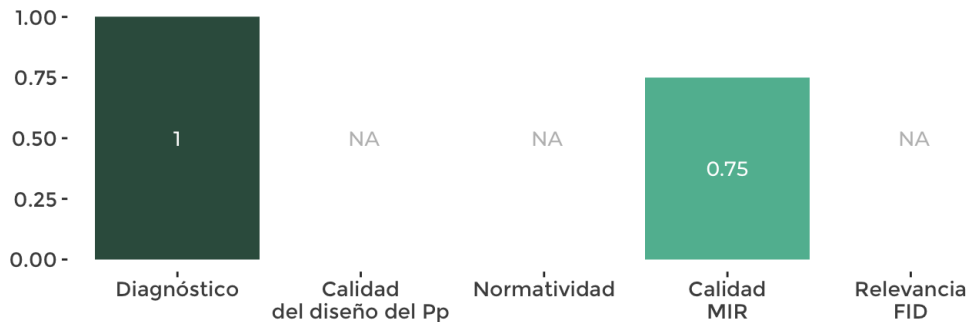 1.00
0.75
0.50
0.25
0.00
1
NA
NA
0.75
NA
Diagnóstico
Calidad
del diseño del Pp
Normatividad
Calidad
MIR
Relevancia
FID